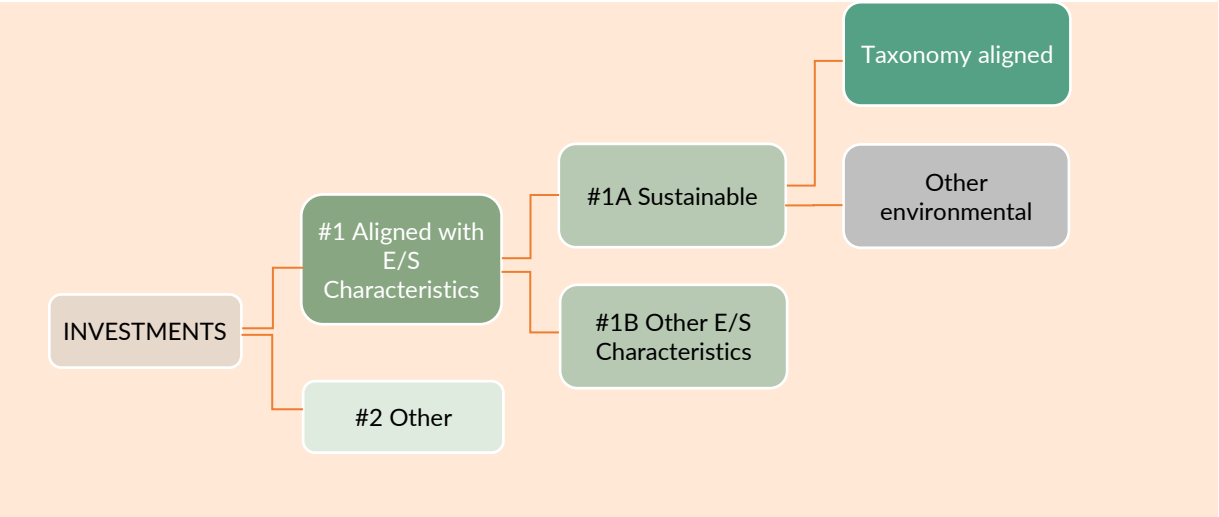 Taxonomy aligned
Other
environmental
#1A Sustainable
#1 Aligned with
E/S
Characteristics
#1B Other E/S
Characteristics
INVESTMENTS
#2 Other